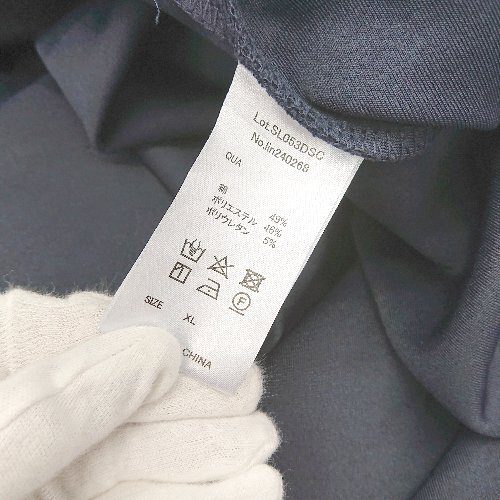 Lot.SL053DSC
No.lin240268
QUA
綿 49%
ポリエステル 46%
ポリウレタン 5%
SIZE XL
CHINA